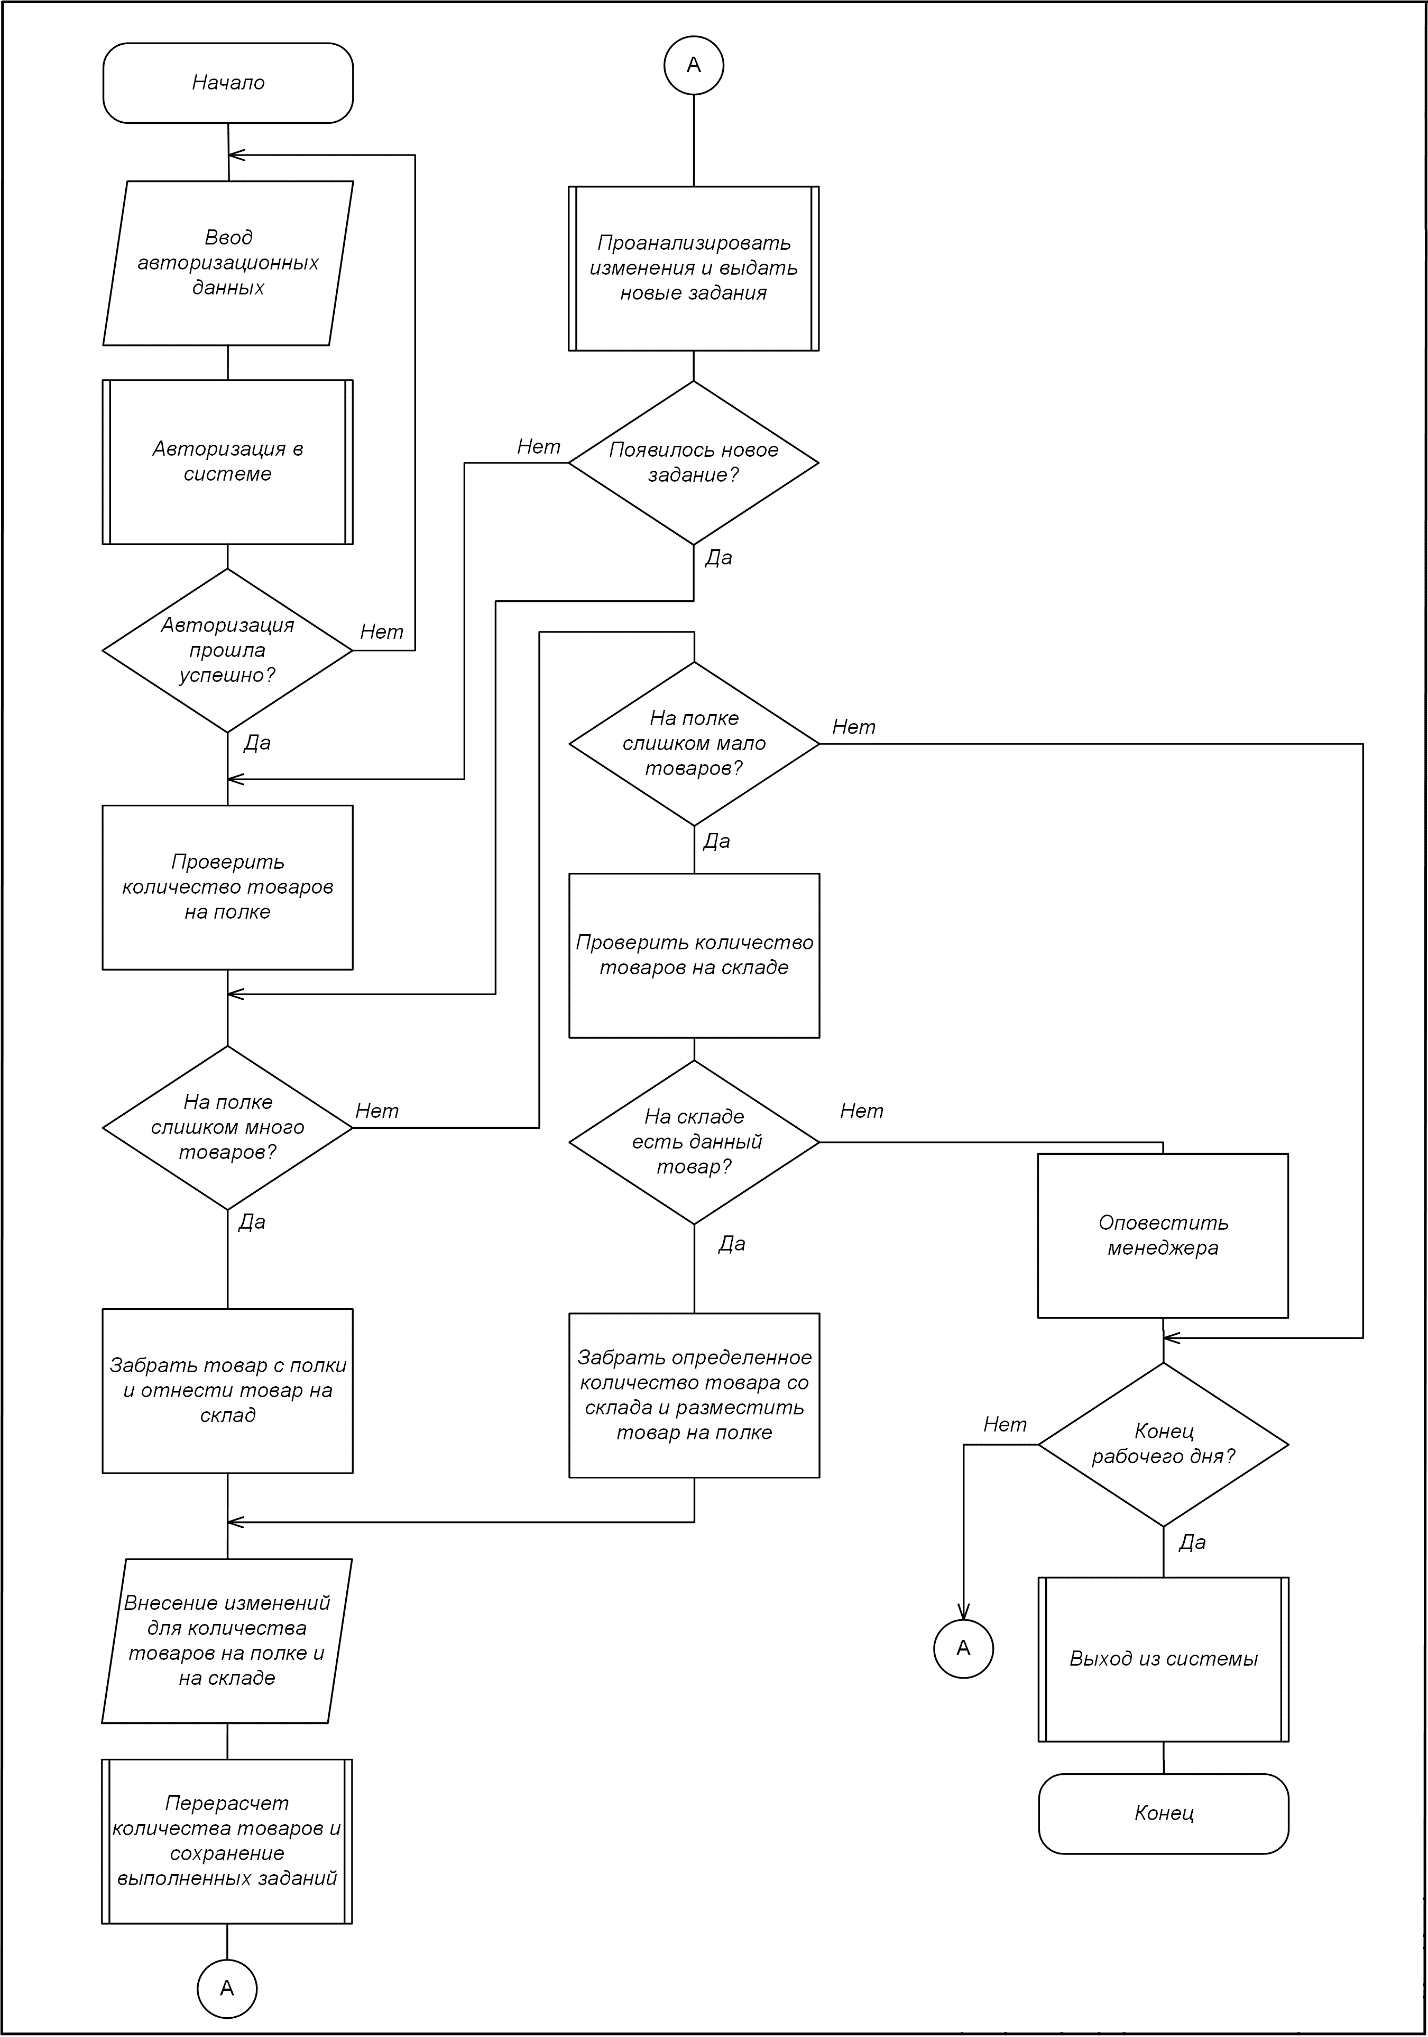 Начало
Ввод
авторизационных
данных
Авторизация в
системе
Авторизация
прошла
успешно?
Нет
Да
Проверить
количество товаров
на полке
На полке
слишком много
товаров?
Нет
Да
Забрать товар с полки
и отнести товар на
склад
Внесение изменений
для количества
товаров на полке и
на складе
Перерасчет
количества товаров и
сохранение
выполненных заданий
А
А
Проанализировать
изменения и выдать
новые задания
Появилось новое
задание?
Нет
Да
На полке
слишком мало
товаров?
Нет
Да
Проверить количество
товаров на складе
На складе
есть данный
товар?
Нет
Да
Забрать определенное
количество товара со
склада и разместить
товар на полке
Оповестить
менеджера
Конец
рабочего дня?
Нет
Да
А
Выход из системы
Конец